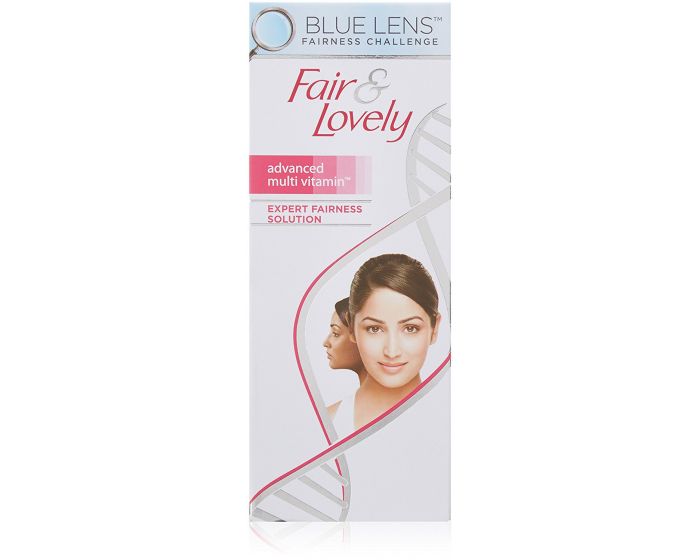 BLUE LENS™
FAIRNESS CHALLENGE
Fair &
Lovely
advanced
multi vitamin™
EXPERT FAIRNESS
SOLUTION